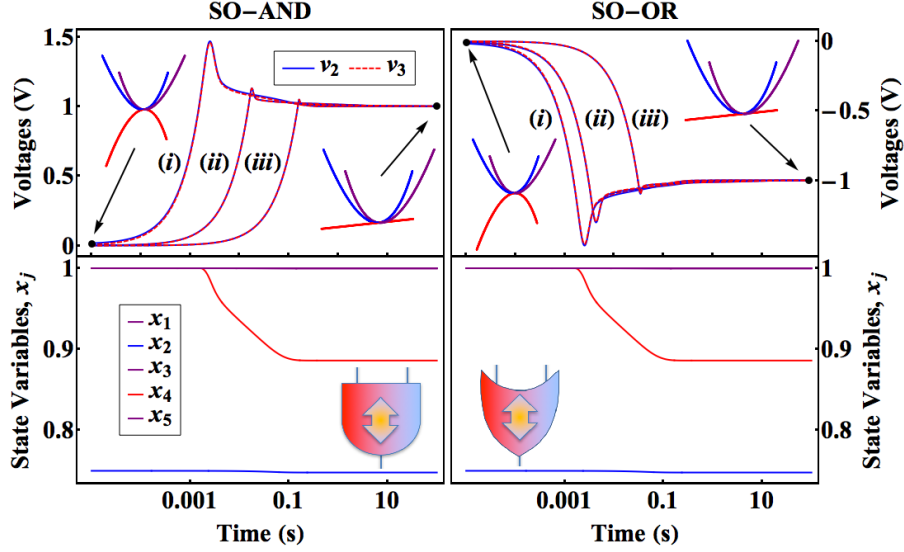 SO−AND
SO−OR
1.5
1
0.5
0
Voltages (V)
v2
v3
(i)
(ii)
(iii)
(i)
(ii)
(iii)
0
−0.5
−1
Voltages (V)
1
0.9
0.8
State Variables, xj
x1
x2
x3
x4
x5
1
0.9
0.8
State Variables, xj
0.001
0.1
10
0.001
0.1
10
Time (s)
Time (s)